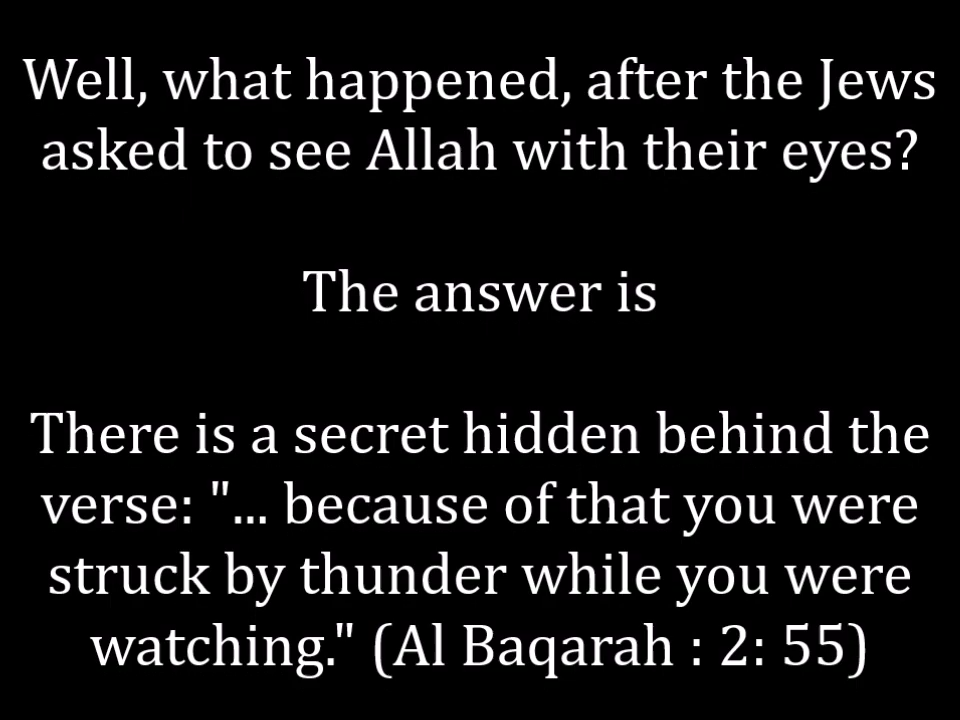 Well, what happened, after the Jews
asked to see Allah with their eyes?
The answer is
There is a secret hidden behind the
verse: "... because of that you were
struck by thunder while you were
watching." (Al Baqarah : 2: 55)